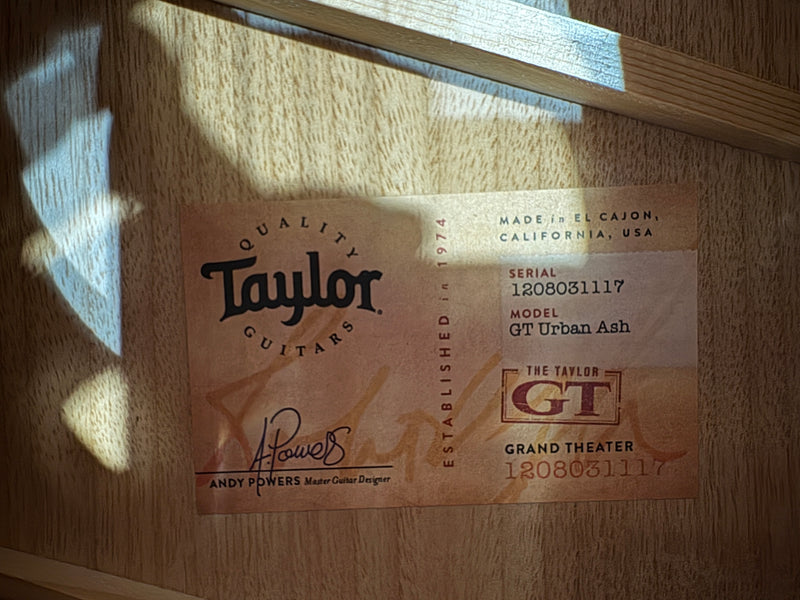 QUALITY
Taylor
GUITARS
A Powers
ANDY POWERS Master Guitar Designer
ESTABLISHED in 1974
MADE in EL CAJON,
CALIFORNIA, USA
SERIAL
1208031117
MODEL
GT Urban Ash
THE TAYLOR
GT
GRAND THEATER
1208031117